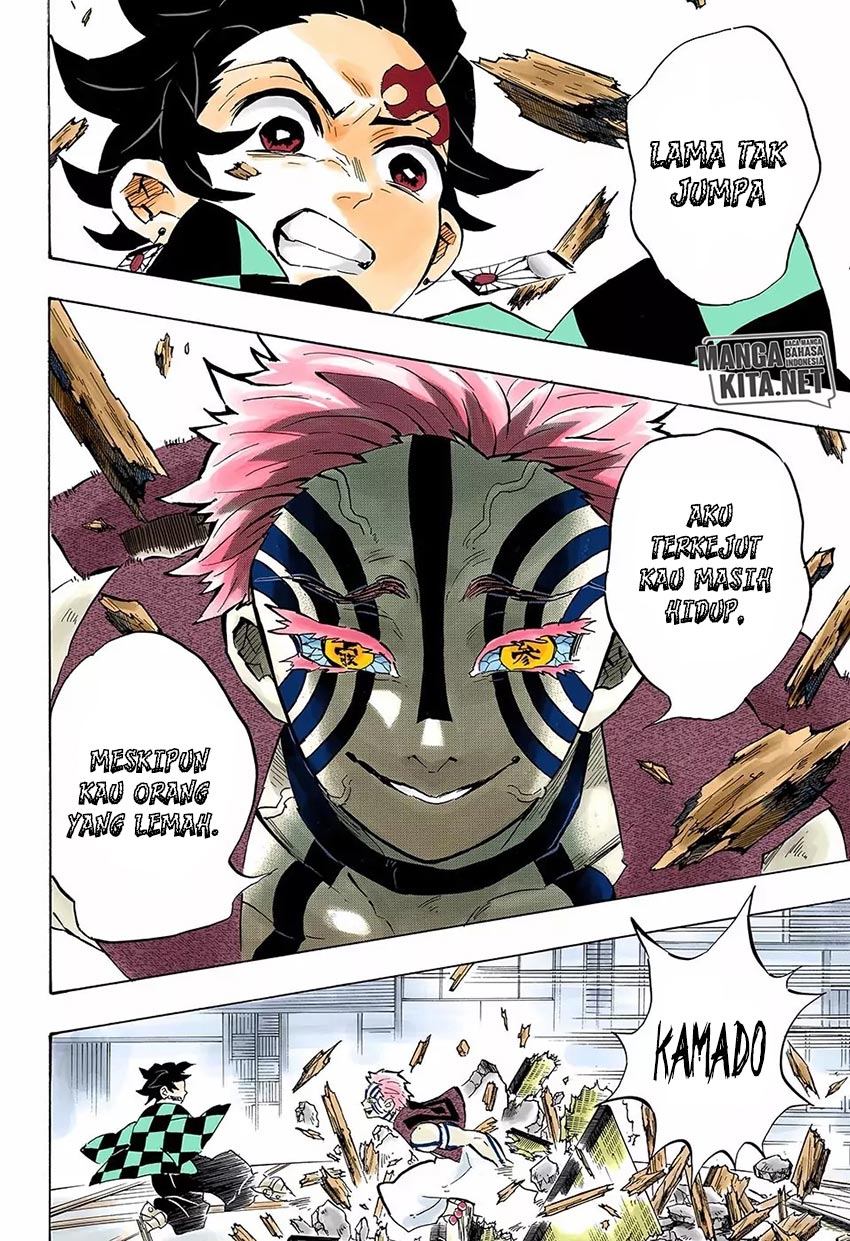 LAMA TAK
JUMPA
MANGA
BACA MANGA
BAHASA
INDONESIA
KITA.NET
AKU
TERKEJUT
KAU MASIH
HIDUP.
参
MESKIPUN
KAU ORANG
YANG LEMAH.
KAMADO